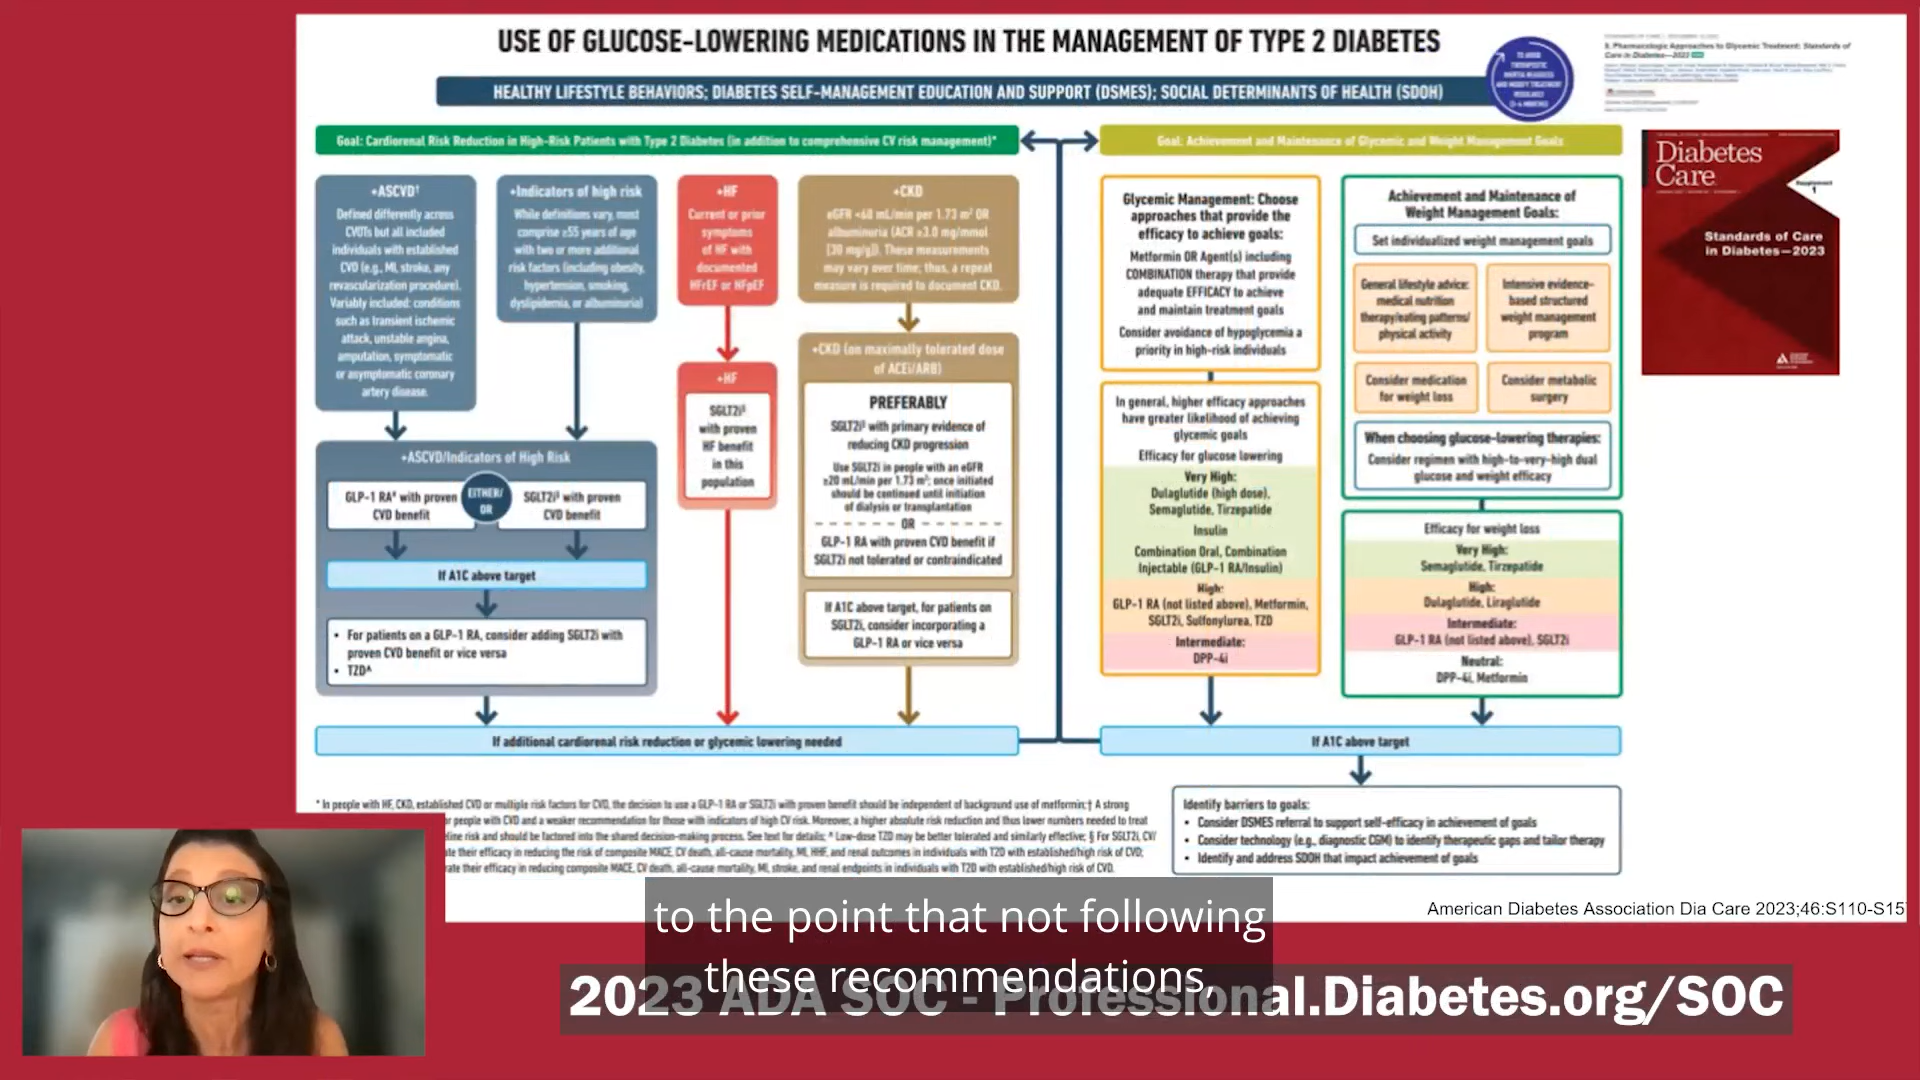 USE OF GLUCOSE-LOWERING MEDICATIONS IN THE MANAGEMENT OF TYPE 2 DIABETES
HEALTHY LIFESTYLE BEHAVIORS; DIABETES SELF-MANAGEMENT EDUCATION AND SUPPORT (DSMES); SOCIAL DETERMINANTS OF HEALTH (SDOH)
TO AVOID
THERAPEUTIC
INERTIA REASSESS
AND MODIFY TREATMENT
REGULARLY
(3-6 MONTHS)
9. Pharmacologic Approaches to Glycemic Treatment: Standards of
Care in Diabetes—2023
Goal: Cardiorenal Risk Reduction in High-Risk Patients with Type 2 Diabetes (in addition to comprehensive CV risk management)*
+ASCVD†
Defined differently across
CVOTs but all included
individuals with established
CVD (e.g., MI, stroke, any
revascularization procedure).
Variably included: conditions
such as transient ischemic
attack, unstable angina,
amputation, symptomatic
or asymptomatic coronary
artery disease.
+Indicators of high risk
While definitions vary, most
comprise ≥55 years of age
with two or more additional
risk factors (including obesity,
hypertension, smoking,
dyslipidemia, or albuminuria)
+HF
Current or prior
symptoms
of HF with
documented
HFrEF or HFpEF
+CKD
eGFR <60 mL/min per 1.73 m² OR
albuminuria (ACR ≥3.0 mg/mmol
[30 mg/g]). These measurements
may vary over time; thus, a repeat
measure is required to document CKD.
+ASCVD/Indicators of High Risk
GLP-1 RA# with proven
CVD benefit
EITHER/
OR
SGLT2i§ with proven
CVD benefit
If A1C above target
• For patients on a GLP-1 RA, consider adding SGLT2i with
proven CVD benefit or vice versa
• TZD^
+HF
SGLT2i§
with proven
HF benefit
in this
population
+CKD (on maximally tolerated dose
of ACEi/ARB)
PREFERABLY
SGLT2i§ with primary evidence of
reducing CKD progression
Use SGLT2i in people with an eGFR
≥20 mL/min per 1.73 m²; once initiated
should be continued until initiation
of dialysis or transplantation
OR
GLP-1 RA with proven CVD benefit if
SGLT2i not tolerated or contraindicated
If A1C above target, for patients on
SGLT2i, consider incorporating a
GLP-1 RA or vice versa
If additional cardiorenal risk reduction or glycemic lowering needed
Goal: Achievement and Maintenance of Glycemic and Weight Management Goals
Glycemic Management: Choose
approaches that provide the
efficacy to achieve goals:
Metformin OR Agent(s) including
COMBINATION therapy that provide
adequate EFFICACY to achieve
and maintain treatment goals
Consider avoidance of hypoglycemia a
priority in high-risk individuals
In general, higher efficacy approaches
have greater likelihood of achieving
glycemic goals
Efficacy for glucose lowering
Very High:
Dulaglutide (high dose),
Semaglutide, Tirzepatide
Insulin
Combination Oral, Combination
Injectable (GLP-1 RA/Insulin)
High:
GLP-1 RA (not listed above), Metformin,
SGLT2i, Sulfonylurea, TZD
Intermediate:
DPP-4i
Achievement and Maintenance of
Weight Management Goals:
Set individualized weight management goals
General lifestyle advice:
medical nutrition
therapy/eating patterns/
physical activity
Intensive evidence-
based structured
weight management
program
Consider medication
for weight loss
Consider metabolic
surgery
When choosing glucose-lowering therapies:
Consider regimen with high-to-very-high dual
glucose and weight efficacy
Efficacy for weight loss
Very High:
Semaglutide, Tirzepatide
High:
Dulaglutide, Liraglutide
Intermediate:
GLP-1 RA (not listed above), SGLT2i
Neutral:
DPP-4i, Metformin
If A1C above target
Identify barriers to goals:
• Consider DSMES referral to support self-efficacy in achievement of goals
• Consider technology (e.g., diagnostic CGM) to identify therapeutic gaps and tailor therapy
• Identify and address SDOH that impact achievement of goals
* In people with HF, CKD, established CVD or multiple risk factors for CVD, the decision to use a GLP-1 RA or SGLT2i with proven benefit should be independent of background use of metformin;† A strong
people with CVD and a weaker recommendation for those with indicators of high CV risk. Moreover, a higher absolute risk reduction and thus lower numbers needed to treat
risk and should be factored into the shared decision-making process. See text for details; ^ Low-dose TZD may be better tolerated and similarly effective; § For SGLT2i, CV/
their efficacy in reducing the risk of composite MACE, CV death, all-cause mortality, MI, HHF, and renal outcomes in individuals with T2D with established/high risk of CVD;
their efficacy in reducing composite MACE, CV death, all-cause mortality, MI, stroke, and renal endpoints in individuals with T2D with established/high risk of CVD.
Diabetes
Care
Supplement
1
Standards of Care
in Diabetes—2023
American Diabetes Association Dia Care 2023;46:S110-S15
to the point that not following
these recommendations,
2023 ADA SOC - Professional.Diabetes.org/SOC